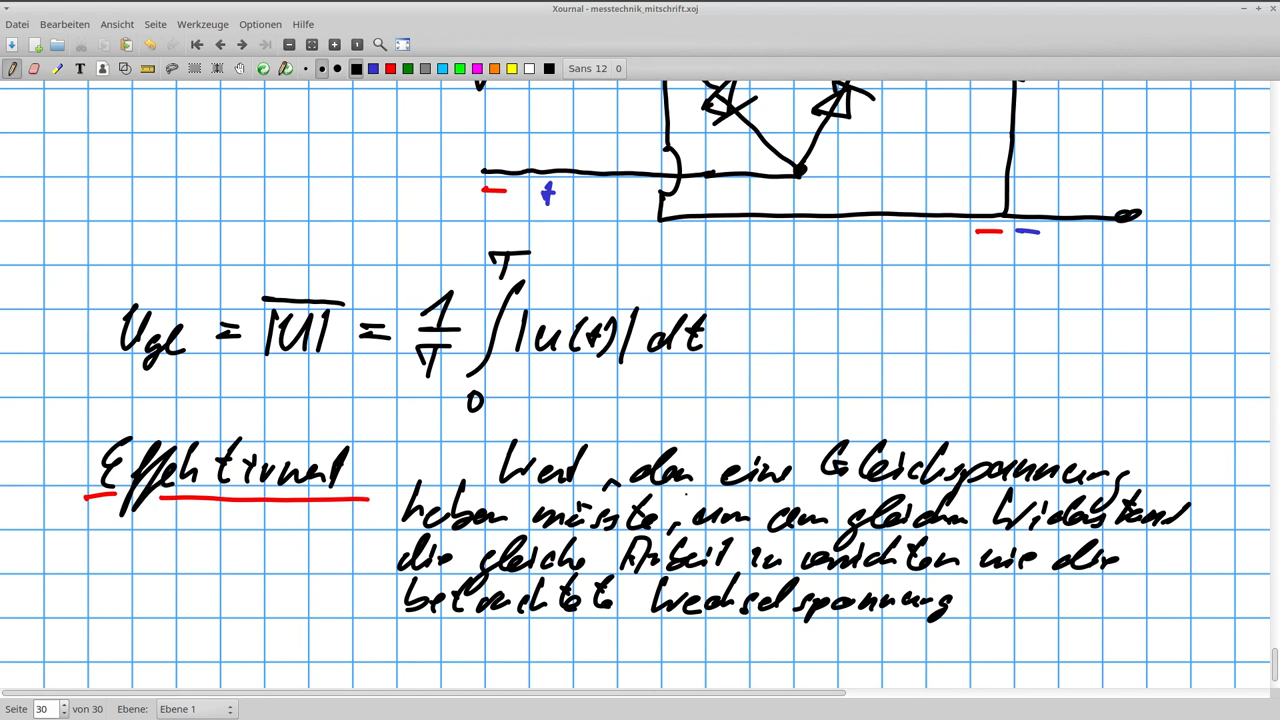 Xournal - messtechnik_mitschrift.xoj
Datei Bearbeiten Ansicht Seite Werkzeuge Optionen Hilfe
Sans 12 0
U_gl = |U| = 1/T ∫ |u(t)| dt
T
0
Effektivwert Wert, den eine Gleichspannung
haben müsste, um am gleichen Widerstand
die gleiche Arbeit zu verrichten wie die
betrachtete Wechselspannung
Seite 30 von 30 Ebene: Ebene 1